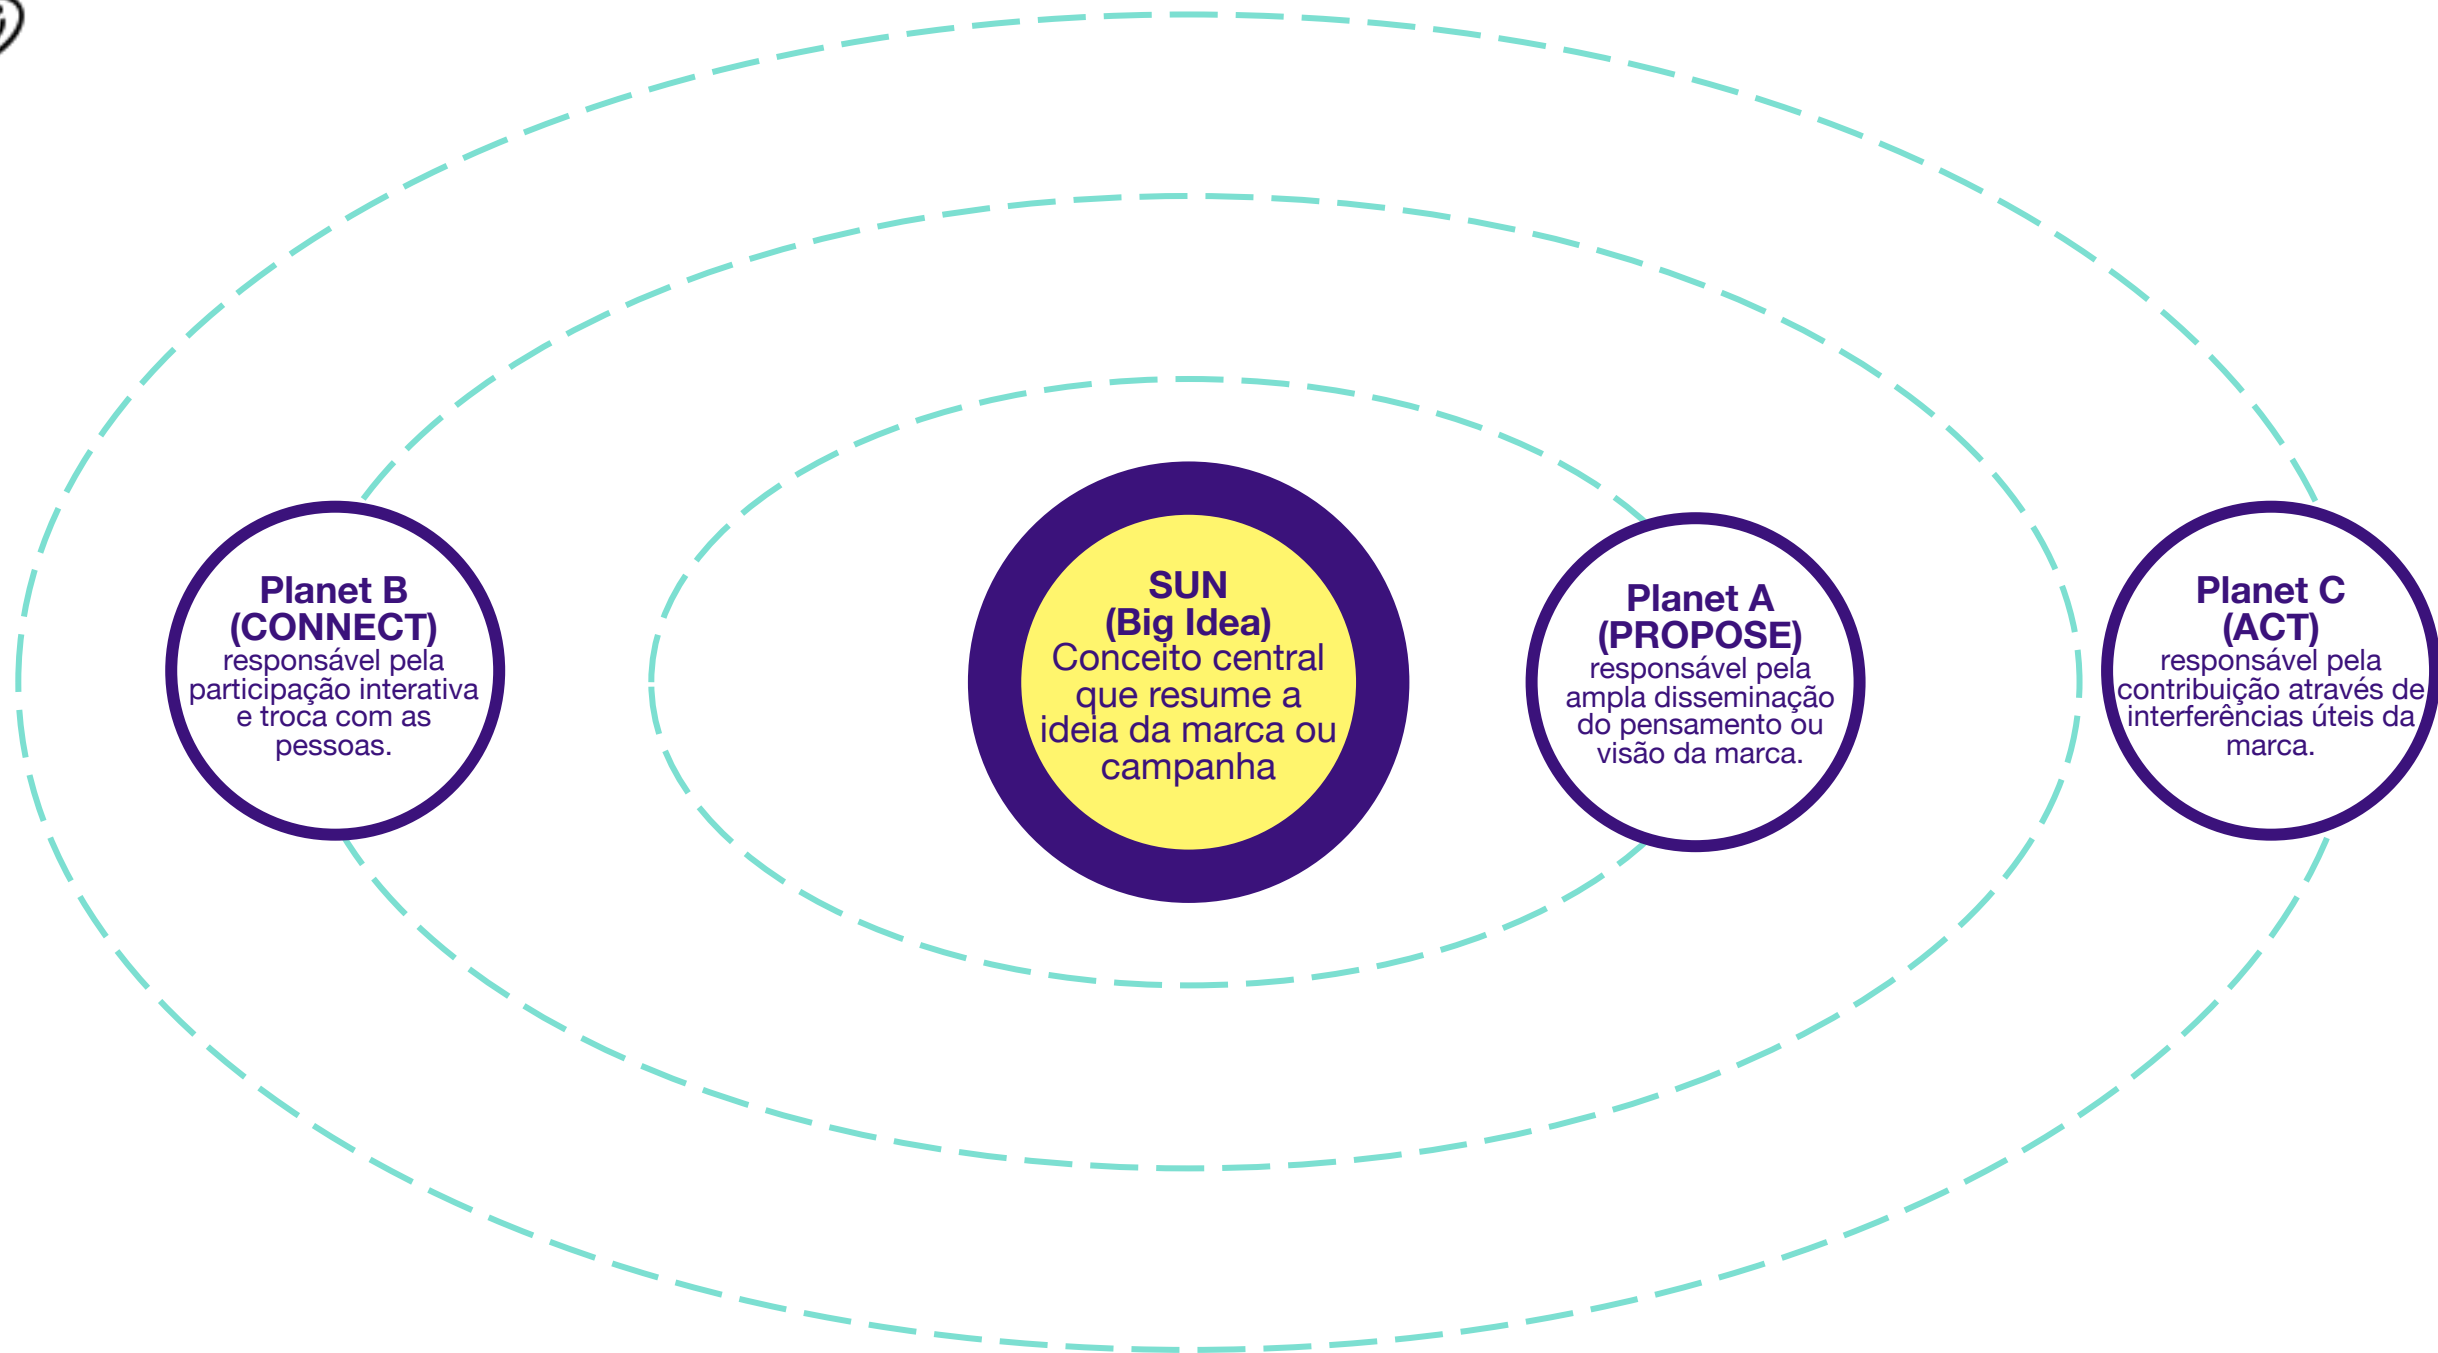 Planet B
(CONNECT)
responsável pela
participação interativa
e troca com as
pessoas.
SUN
(Big Idea)
Conceito central
que resume a
ideia da marca ou
campanha
Planet A
(PROPOSE)
responsável pela
ampla disseminação
do pensamento ou
visão da marca.
Planet C
(ACT)
responsável pela
contribuição através de
interferências úteis da
marca.